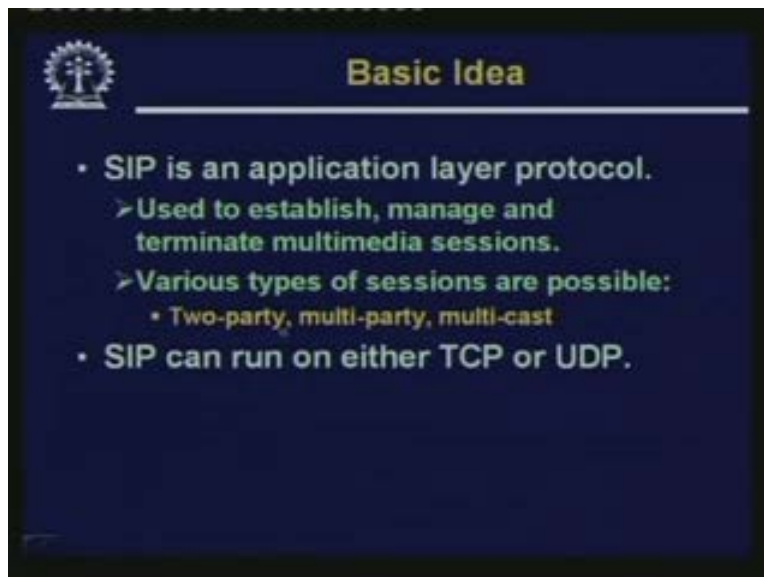 Basic Idea
• SIP is an application layer protocol.
➢Used to establish, manage and
terminate multimedia sessions.
➢Various types of sessions are possible:
• Two-party, multi-party, multi-cast
• SIP can run on either TCP or UDP.